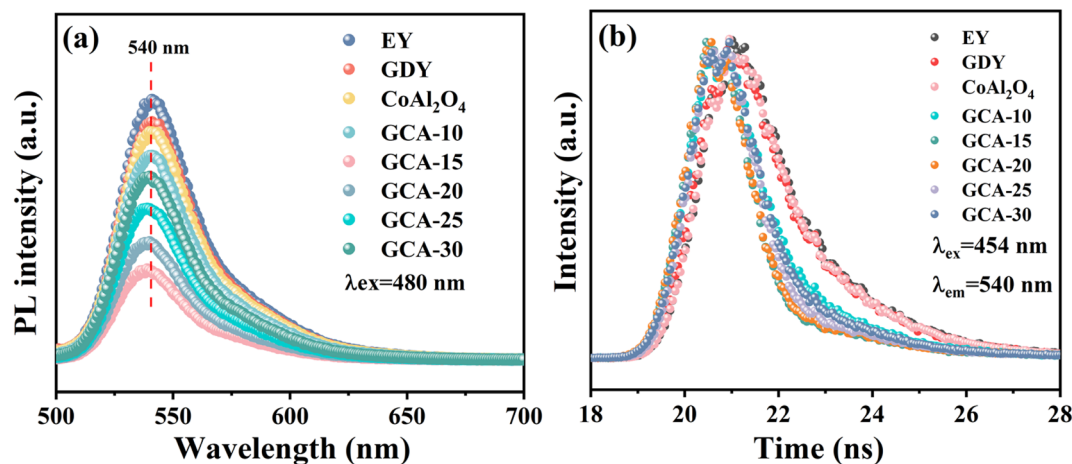 (a)
540 nm
EY
GDY
CoAl₂O₄
GCA-10
GCA-15
GCA-20
GCA-25
GCA-30
λex=480 nm
PL intensity (a.u.)
500 550 600 650 700
Wavelength (nm)
(b)
EY
GDY
CoAl₂O₄
GCA-10
GCA-15
GCA-20
GCA-25
GCA-30
λₑₓ=454 nm
λₑₘ=540 nm
Intensity (a.u.)
18 20 22 24 26 28
Time (ns)